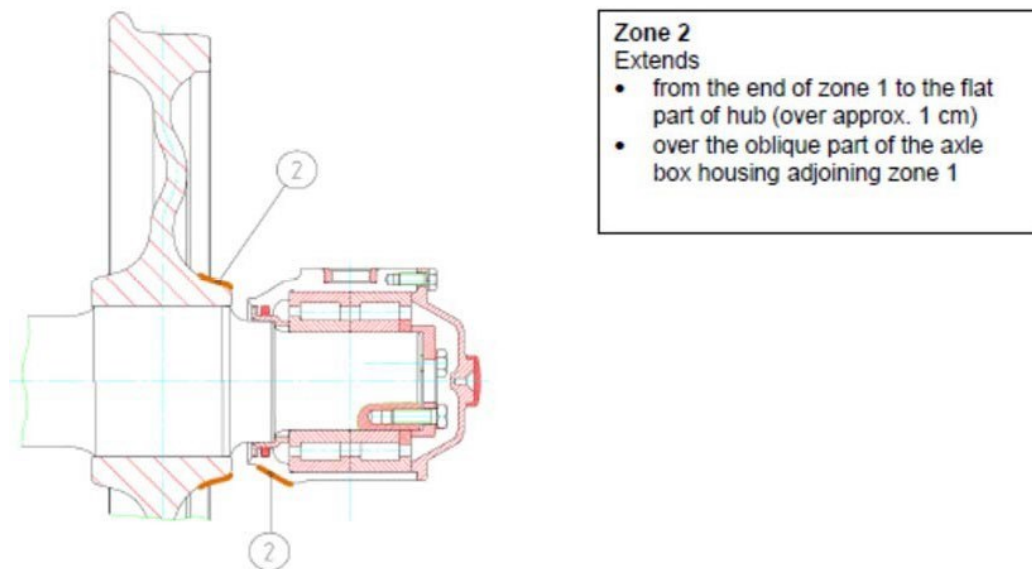 Zone 2
Extends
• from the end of zone 1 to the flat
part of hub (over approx. 1 cm)
• over the oblique part of the axle
box housing adjoining zone 1
2
2